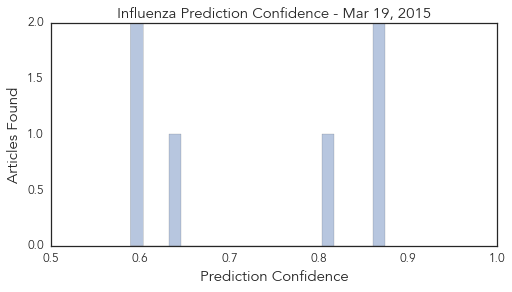 Influenza Prediction Confidence - Mar 19, 2015
2.0
1.5
1.0
0.5
0.0
Articles Found
0.5 0.6 0.7 0.8 0.9 1.0
Prediction Confidence